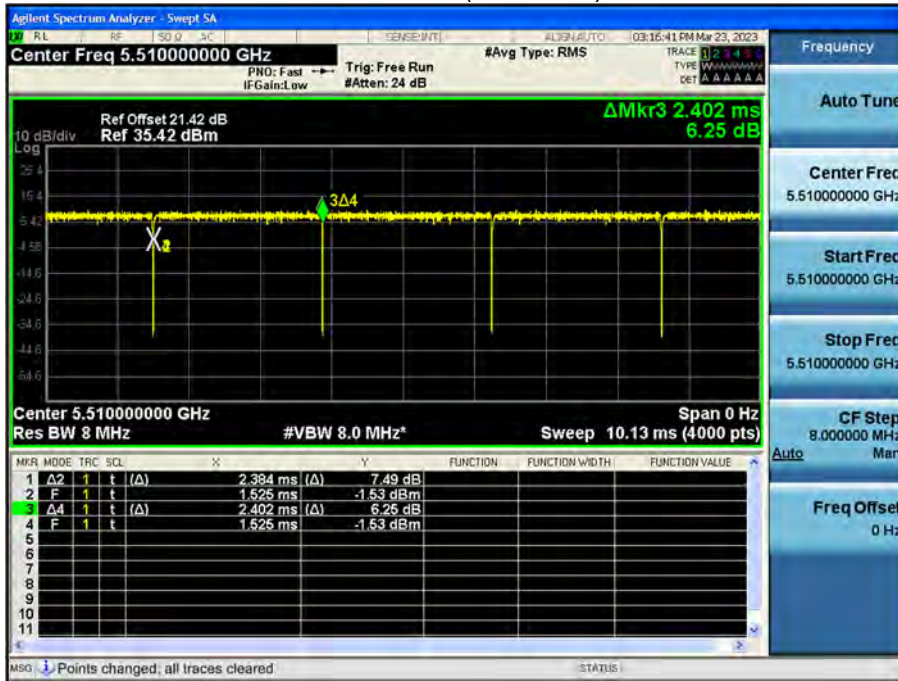 Agilent Spectrum Analyzer - Swept SA
RL RF 50 Ω AC SENSE:INT ALIGN AUTO 03:16:41 PM Mar 23, 2023
Center Freq 5.510000000 GHz
PNO: Fast
IFGain:Low
Trig: Free Run
#Atten: 24 dB
#Avg Type: RMS
TRACE 1 2 3 4 5 6
TYPE
DET A A A A A A
ΔMkr3 2.402 ms
6.25 dB
Ref Offset 21.42 dB
10 dB/div Ref 35.42 dBm
Log
25.4
15.4
5.42
-4.58
-14.6
-24.6
-34.6
-44.6
-54.6
3Δ4
Center 5.510000000 GHz Span 0 Hz
Res BW 8 MHz #VBW 8.0 MHz* Sweep 10.13 ms (4000 pts)
MKR MODE TRC SCL X Y FUNCTION FUNCTION WIDTH FUNCTION VALUE
1 Δ2 1 t (Δ) 2.384 ms (Δ) 7.49 dB
2 F 1 t 1.525 ms -1.53 dBm
3 Δ4 1 t (Δ) 2.402 ms (Δ) 6.25 dB
4 F 1 t 1.525 ms -1.53 dBm
5
6
7
8
9
10
11
MSG Points changed; all traces cleared STATUS
Frequency
Auto Tune
Center Freq
5.510000000 GHz
Start Freq
5.510000000 GHz
Stop Freq
5.510000000 GHz
CF Step
8.000000 MHz
Auto Man
Freq Offset
0 Hz